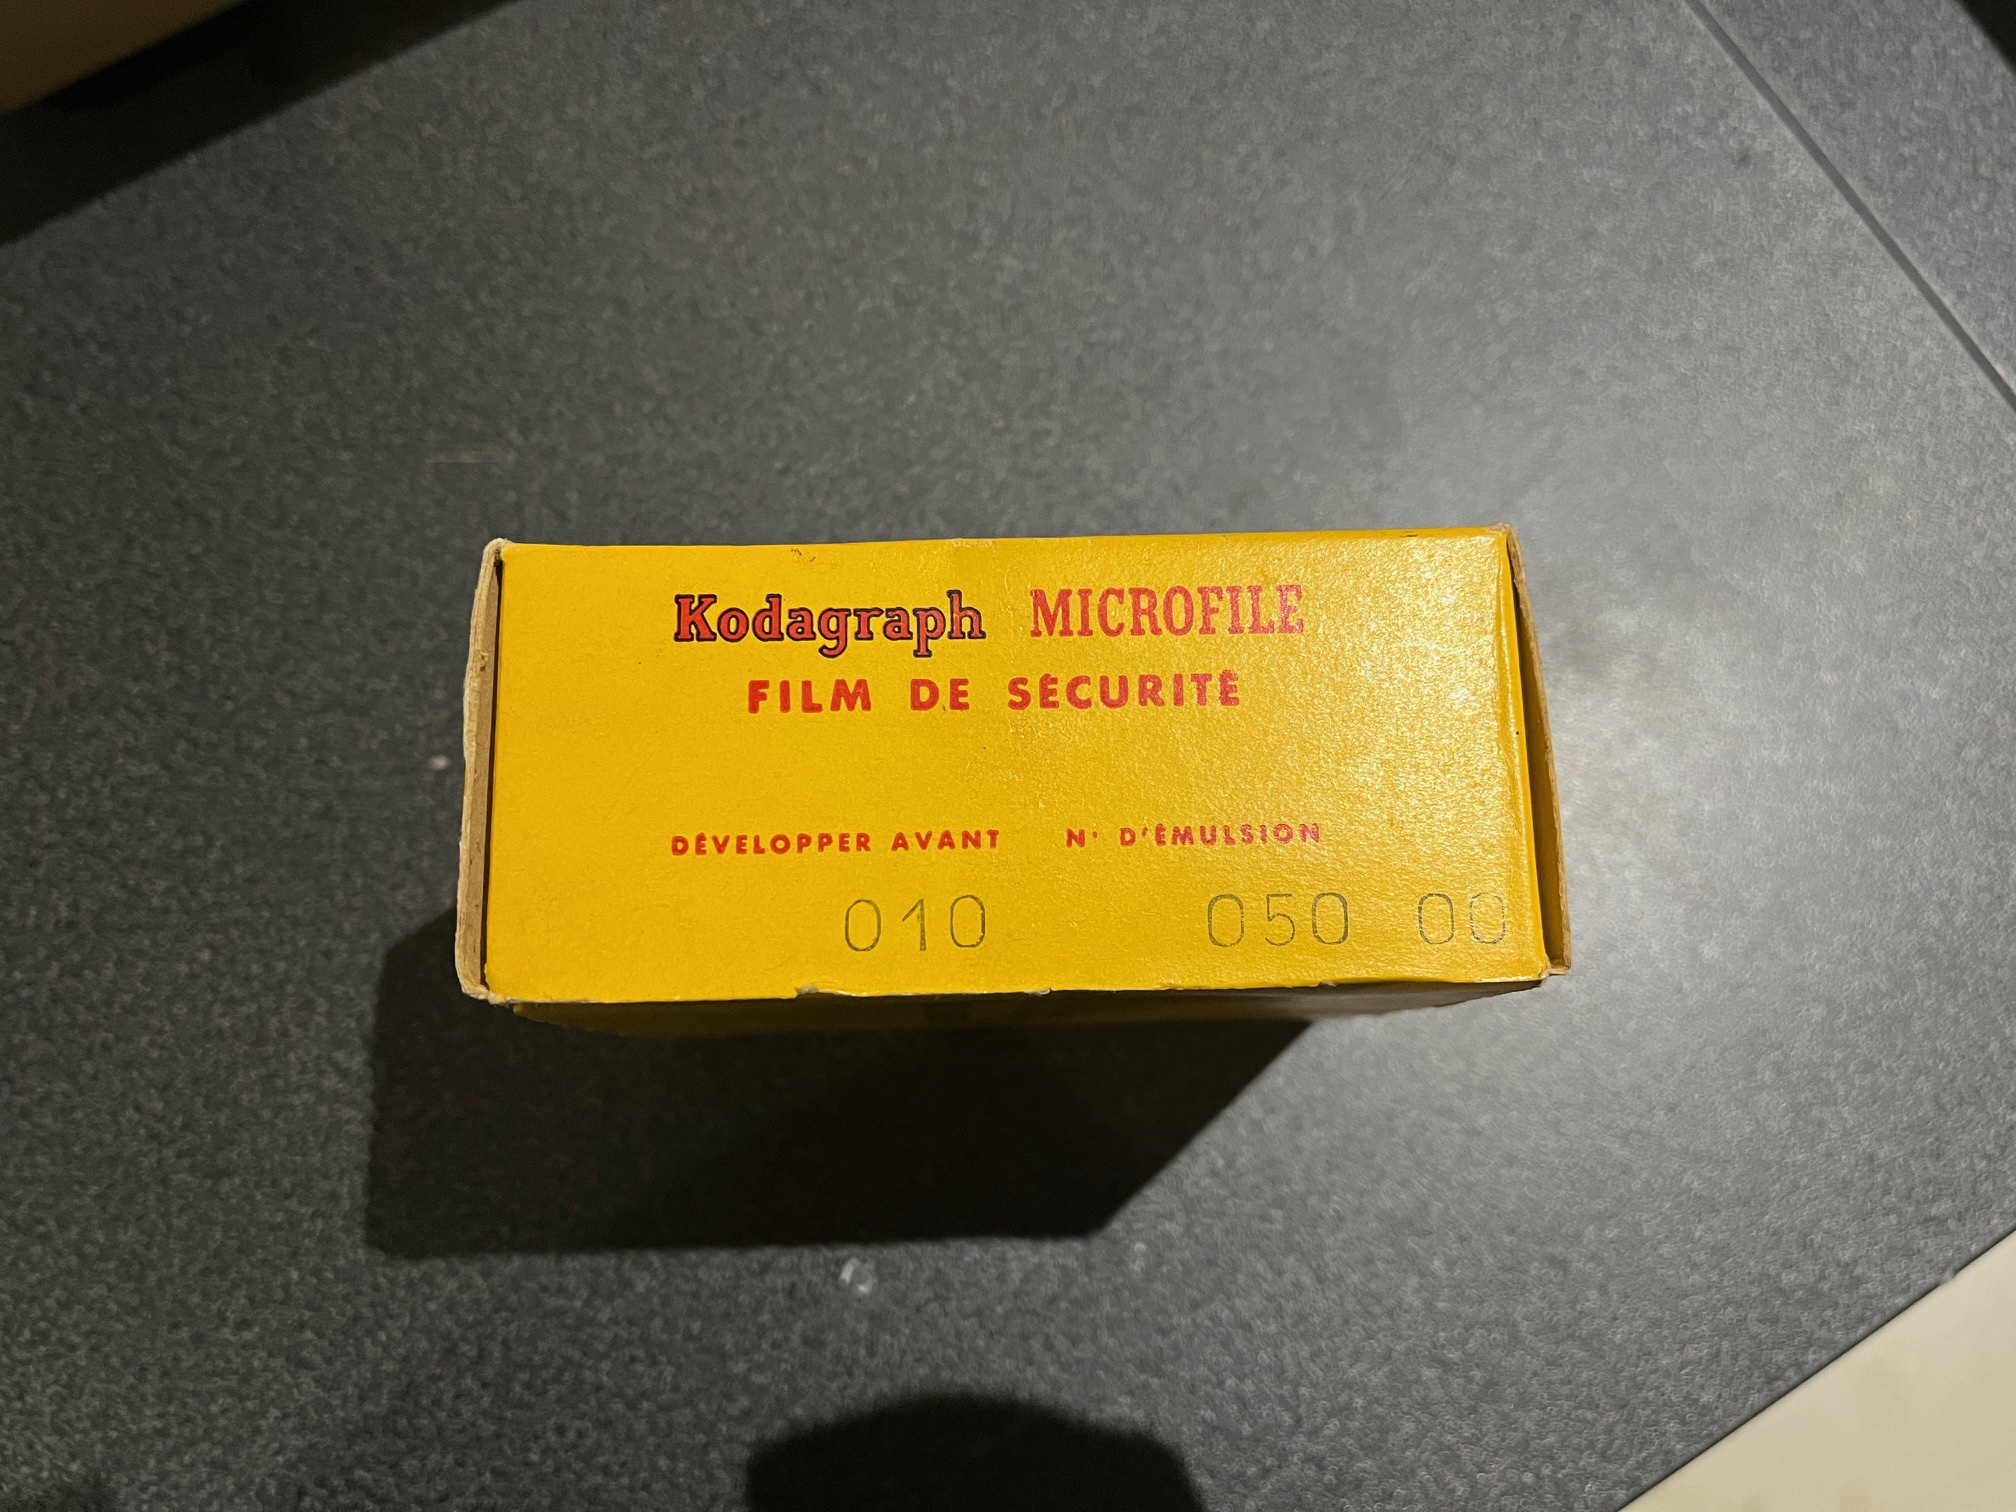 Kodagraph MICROFILE
FILM DE SÉCURITÉ
DÉVELOPPER AVANT N° D'ÉMULSION
010 050 00